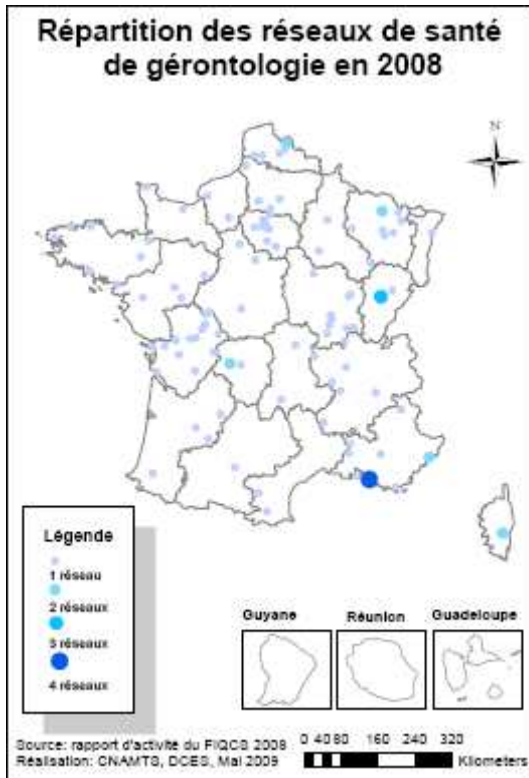 Répartition des réseaux de santé
de gérontologie en 2008
N
Légende
1 réseau
2 réseaux
3 réseaux
4 réseaux
Guyane
Réunion
Guadeloupe
Source: rapport d'activité du FIQCS 2008
Réalisation: CNAMTS, DCES, Mai 2009
0 40 80 160 240 320
Kilometers